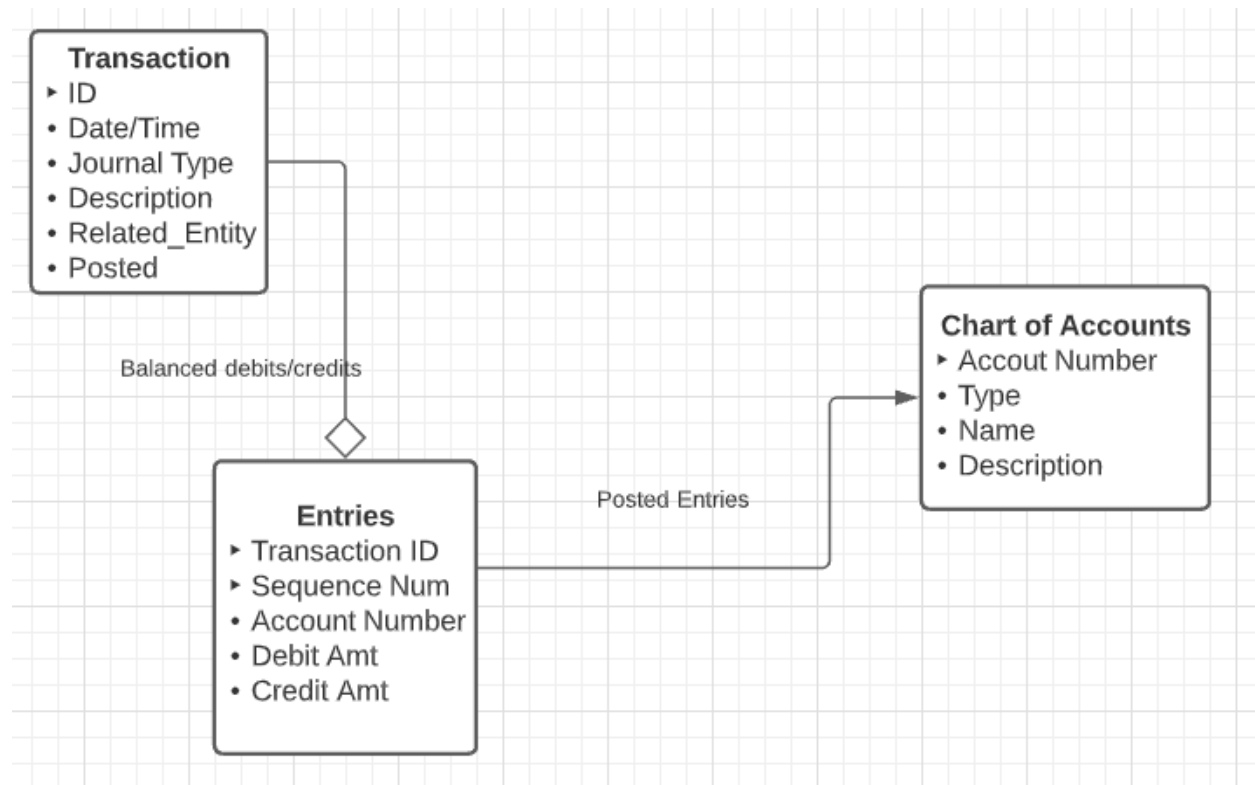 Transaction
ID
Date/Time
Journal Type
Description
Related_Entity
Posted
Balanced debits/credits
Entries
Transaction ID
Sequence Num
Account Number
Debit Amt
Credit Amt
Posted Entries
Chart of Accounts
Accout Number
Type
Name
Description